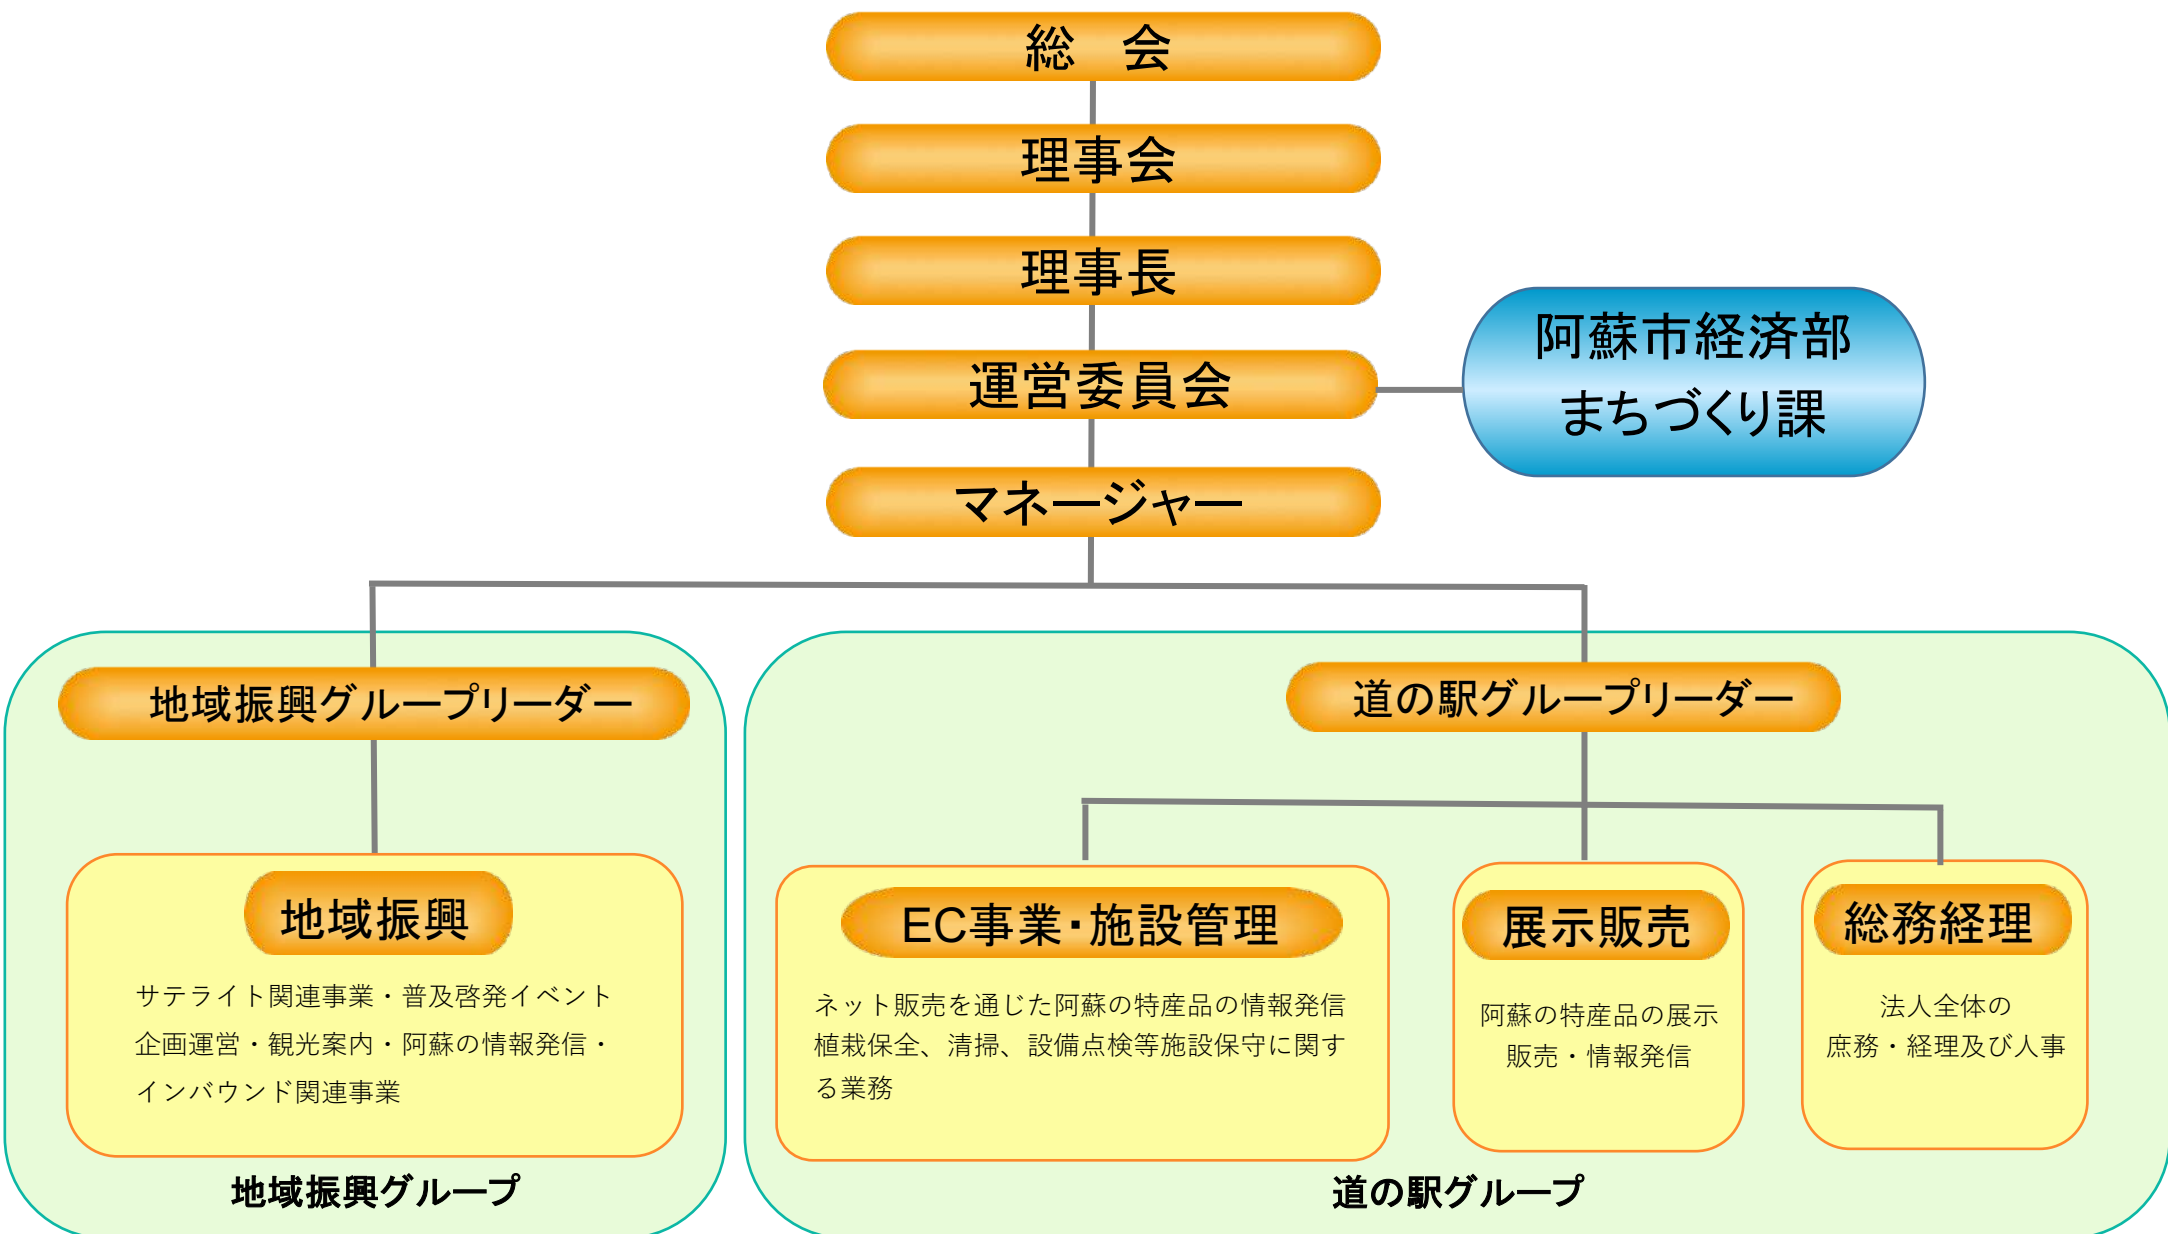 総　会
理事会
理事長
運営委員会
阿蘇市経済部
まちづくり課
マネージャー
地域振興グループリーダー
道の駅グループリーダー
地域振興
サテライト関連事業・普及啓発イベント
企画運営・観光案内・阿蘇の情報発信・
インバウンド関連事業
EC事業・施設管理
ネット販売を通じた阿蘇の特産品の情報発信
植栽保全、清掃、設備点検等施設保守に関す
る業務
展示販売
阿蘇の特産品の展示
販売・情報発信
総務経理
法人全体の
庶務・経理及び人事
地域振興グループ
道の駅グループ